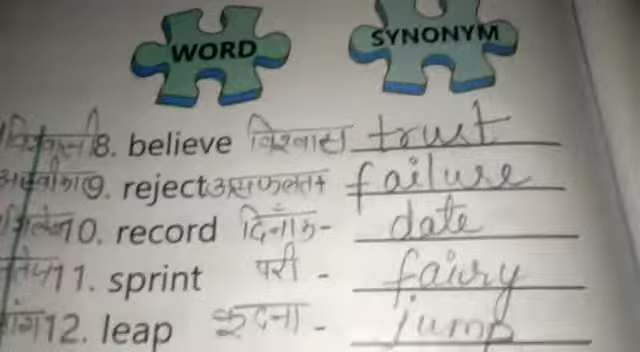 WORD SYNONYM
8. believe विश्वास trust
9. reject असफलता failure
10. record दिनाँक - date
11. sprint परी - faiury
12. leap कुदना - jump